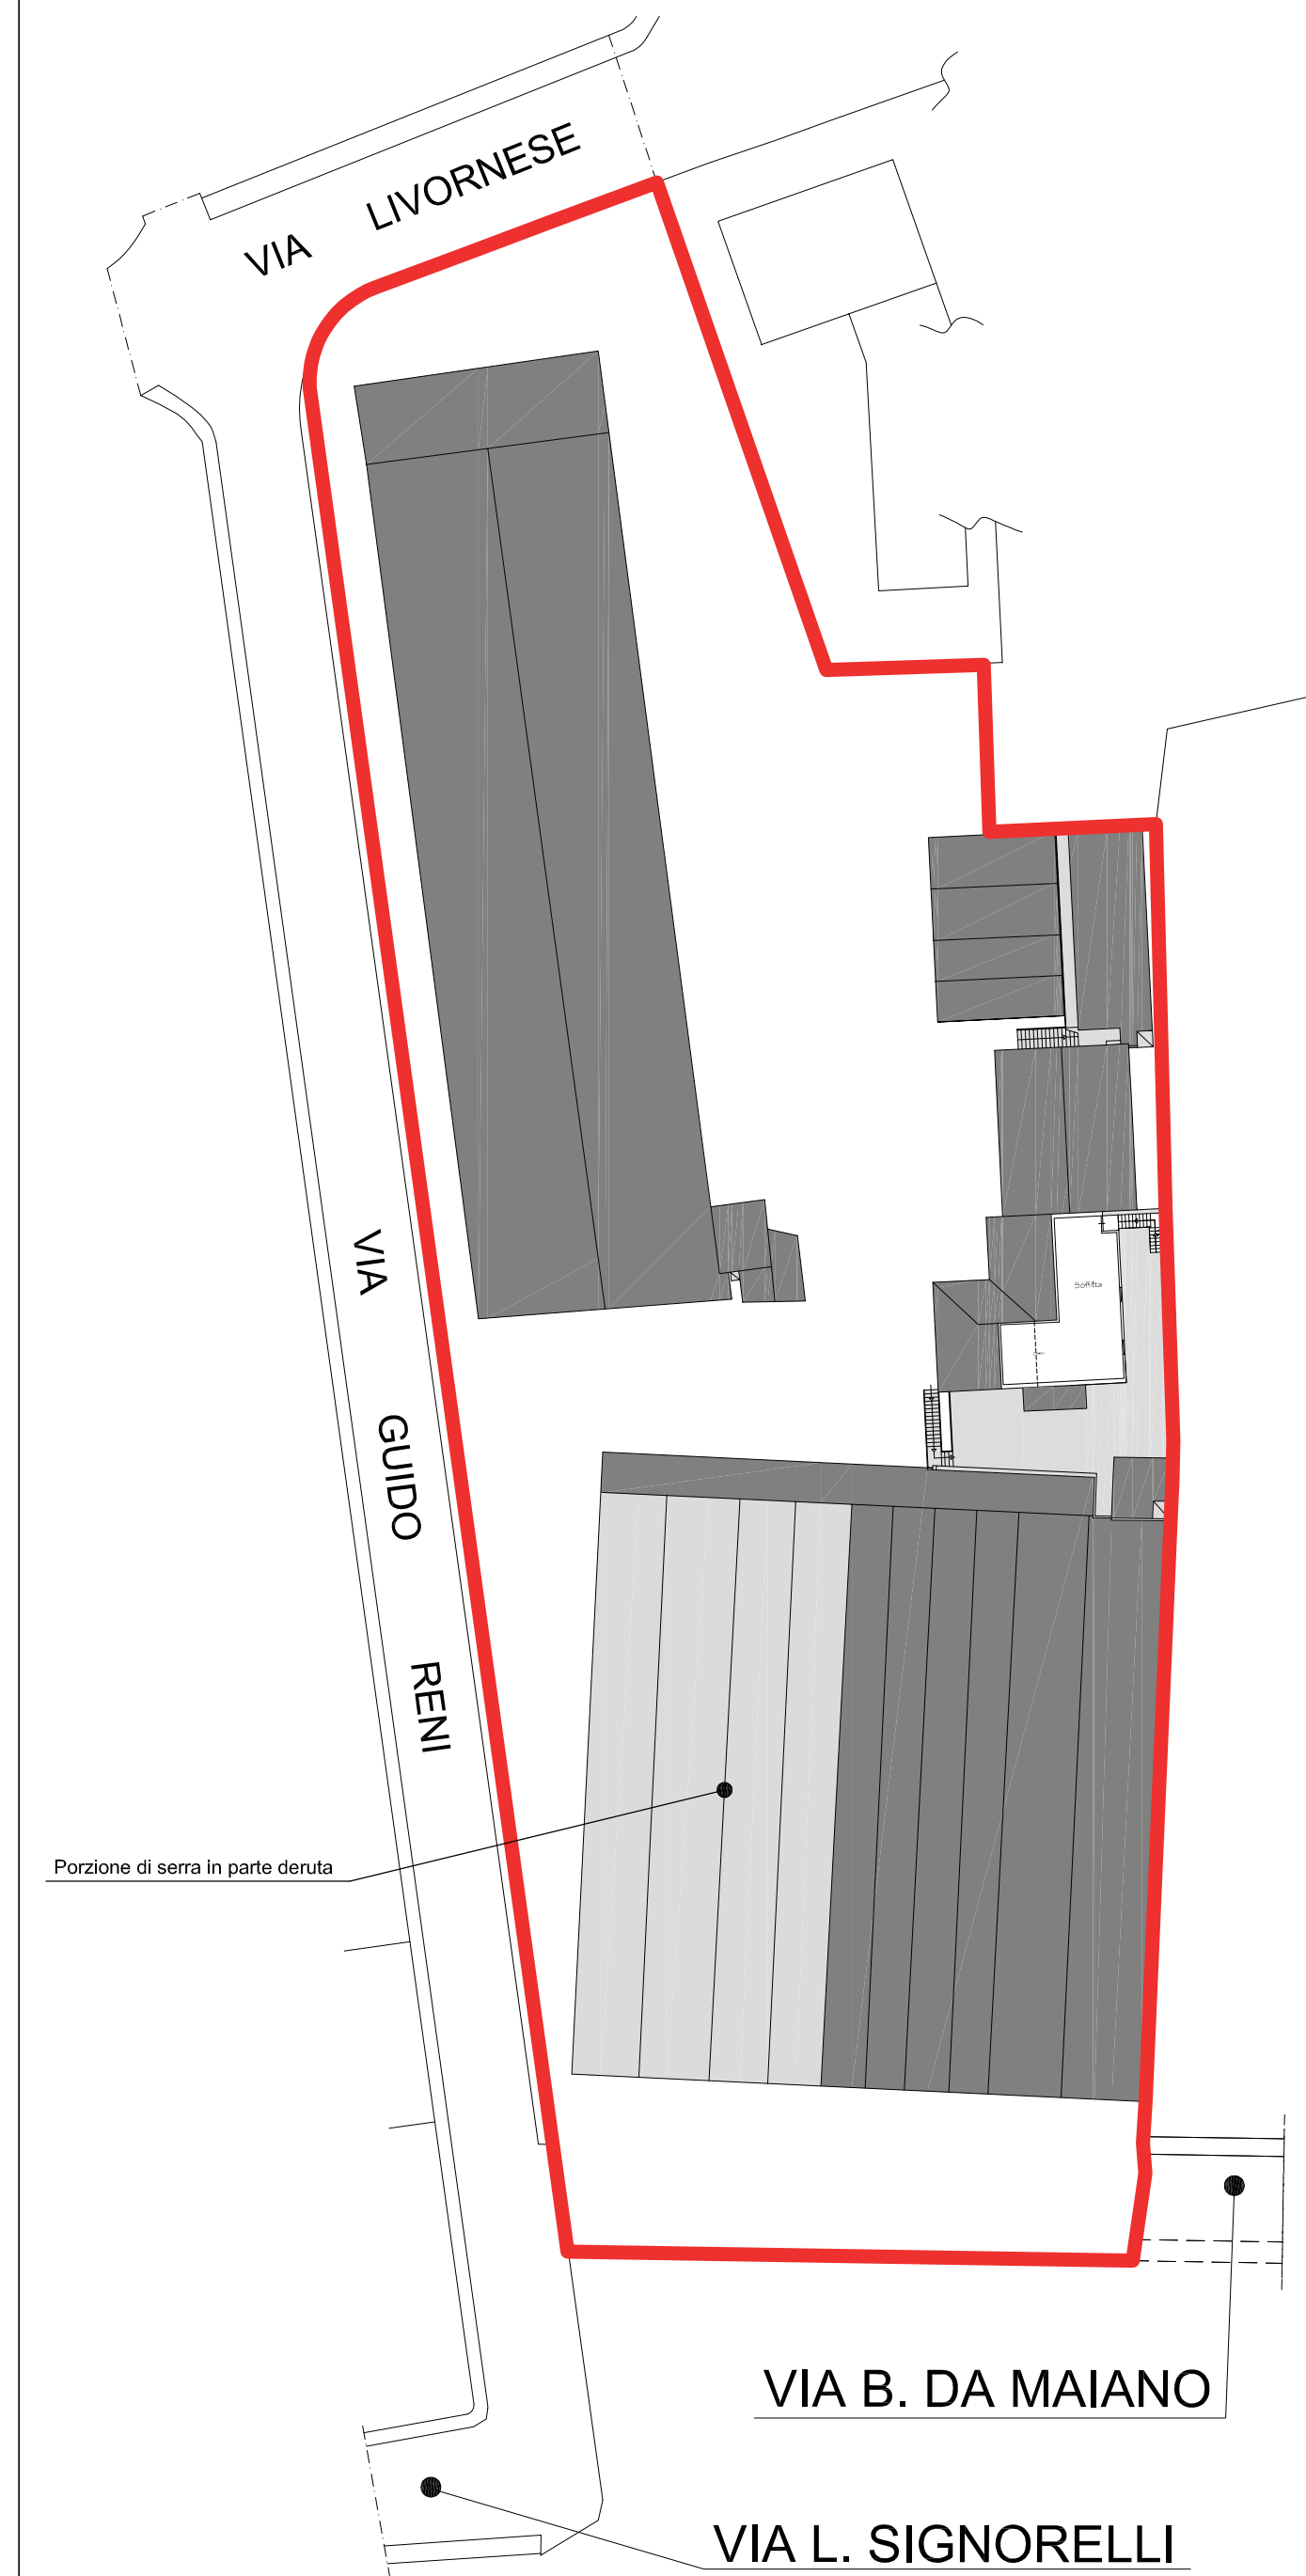 VIA LIVORNESE
VIA GUIDO RENI
Soffitta
Porzione di serra in parte deruta
VIA B. DA MAIANO
VIA L. SIGNORELLI